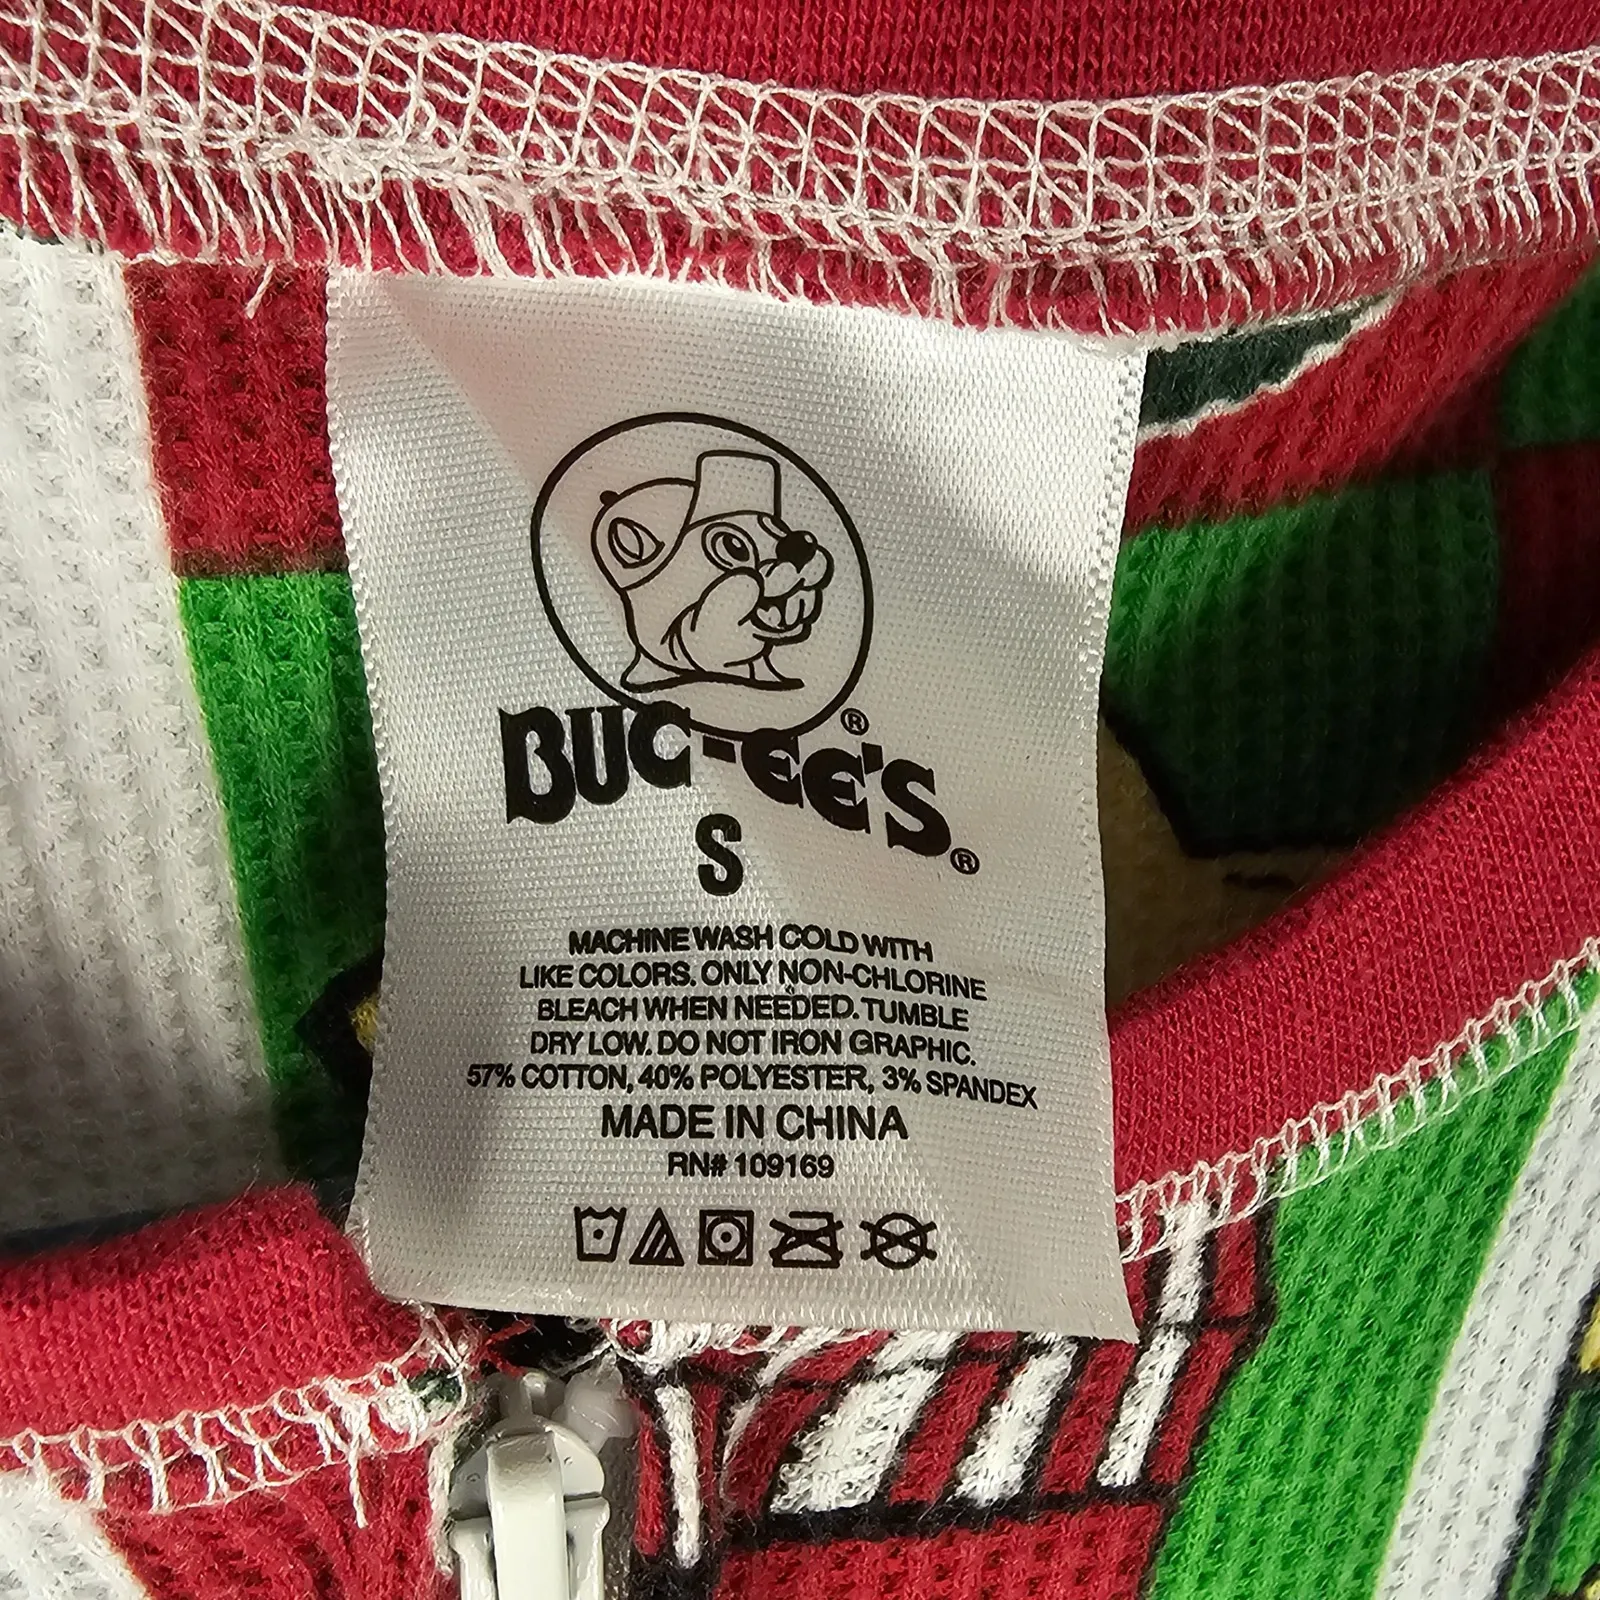 BUC-EE'S®
®
S
MACHINE WASH COLD WITH
LIKE COLORS. ONLY NON-CHLORINE
BLEACH WHEN NEEDED. TUMBLE
DRY LOW. DO NOT IRON GRAPHIC.
57% COTTON, 40% POLYESTER, 3% SPANDEX
MADE IN CHINA
RN# 109169